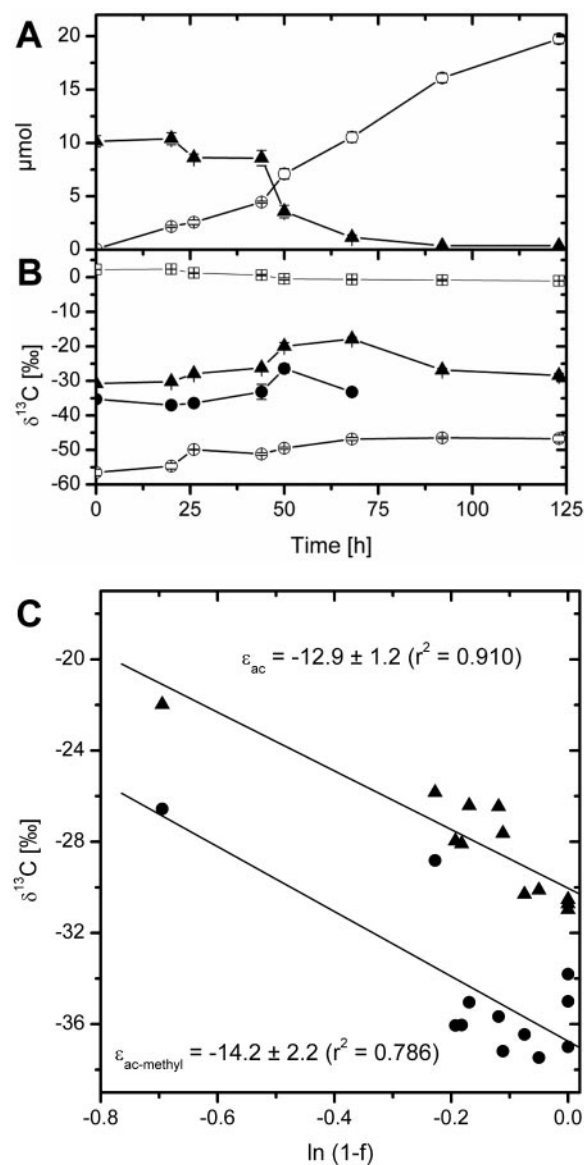 A
20
15
10
5
0
µmol
B
0
-10
-20
-30
-40
-50
-60
δ¹³C [‰]
0 25 50 75 100 125
Time [h]
C
-20
-24
-28
-32
-36
δ¹³C [‰]
εac = -12.9 ± 1.2 (r² = 0.910)
εac-methyl = -14.2 ± 2.2 (r² = 0.786)
-0.8 -0.6 -0.4 -0.2 0.0
ln (1-f)